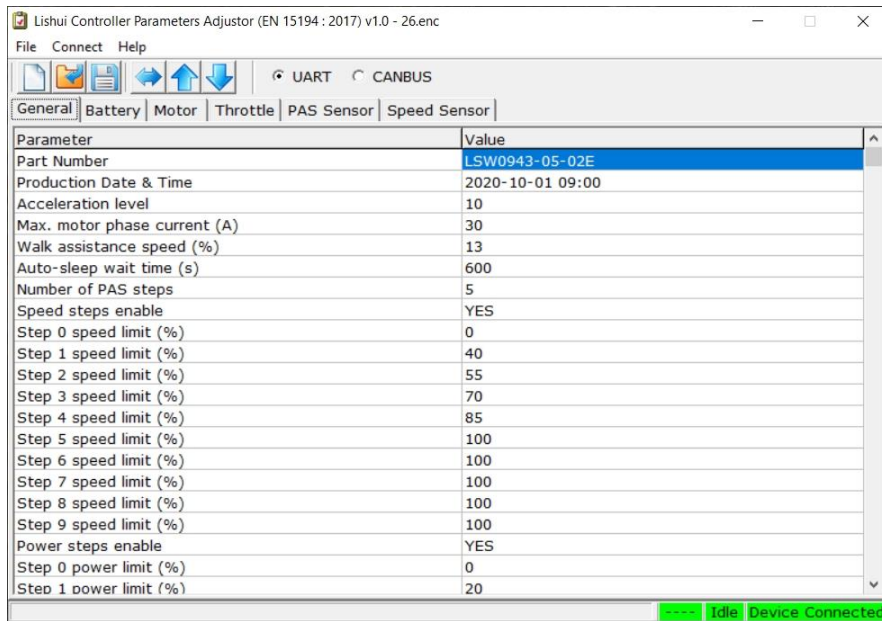 Lishui Controller Parameters Adjustor (EN 15194 : 2017) v1.0 - 26.enc
File Connect Help
UART CANBUS
General Battery Motor Throttle PAS Sensor Speed Sensor
Parameter Value
Part Number LSW0943-05-02E
Production Date & Time 2020-10-01 09:00
Acceleration level 10
Max. motor phase current (A) 30
Walk assistance speed (%) 13
Auto-sleep wait time (s) 600
Number of PAS steps 5
Speed steps enable YES
Step 0 speed limit (%) 0
Step 1 speed limit (%) 40
Step 2 speed limit (%) 55
Step 3 speed limit (%) 70
Step 4 speed limit (%) 85
Step 5 speed limit (%) 100
Step 6 speed limit (%) 100
Step 7 speed limit (%) 100
Step 8 speed limit (%) 100
Step 9 speed limit (%) 100
Power steps enable YES
Step 0 power limit (%) 0
Step 1 power limit (%) 20
---- Idle Device Connected